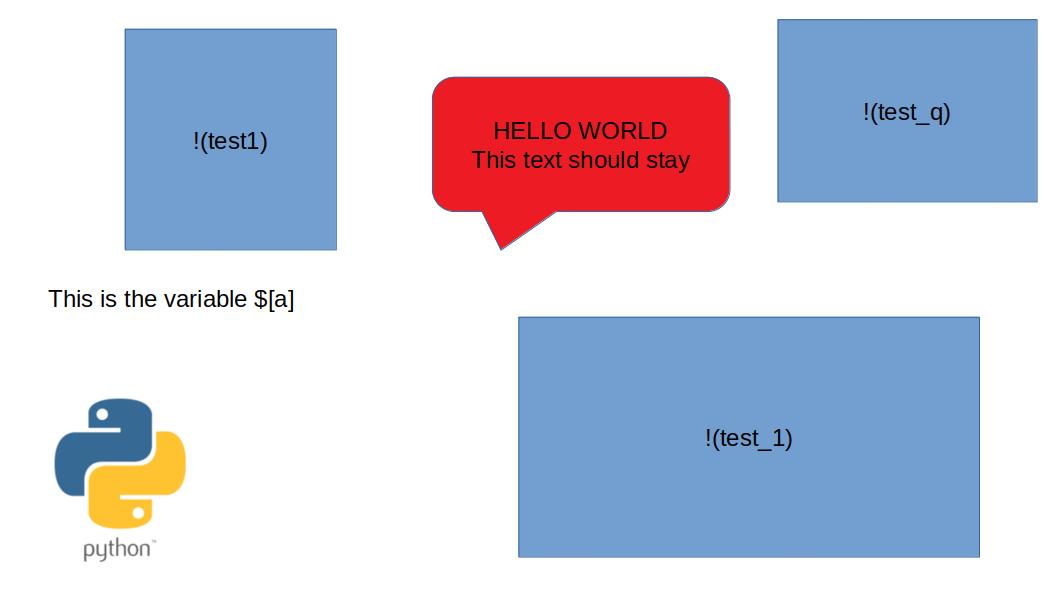 !(test1)
HELLO WORLD
This text should stay
!(test_q)
This is the variable $[a]
!(test_1)
python™